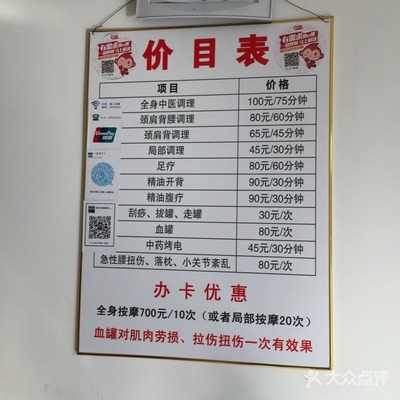 价目表
项目 价格
全身中医调理 100元/75分钟
颈肩背腰调理 80元/60分钟
颈肩背调理 65元/45分钟
局部调理 45元/30分钟
足疗 80元/60分钟
精油开背 90元/30分钟
精油腹疗 90元/30分钟
刮痧、拔罐、走罐 30元/次
血罐 80元/次
中药烤电 45元/30分钟
急性腰扭伤、落枕、小关节紊乱 80元/次
办卡优惠
全身按摩700元/10次（或者局部按摩20次）
血罐对肌肉劳损、拉伤扭伤一次有效果
UnionPay
银联
大众点评